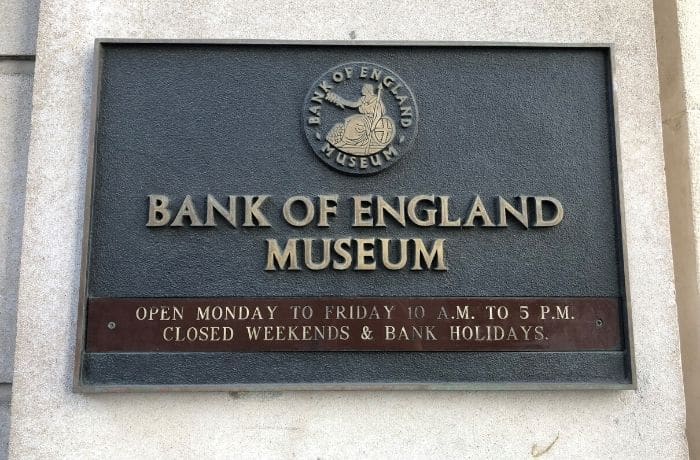 BANK OF ENGLAND
MUSEUM
BANK OF ENGLAND
MUSEUM
OPEN MONDAY TO FRIDAY 10 A.M. TO 5 P.M.
CLOSED WEEKENDS & BANK HOLIDAYS.